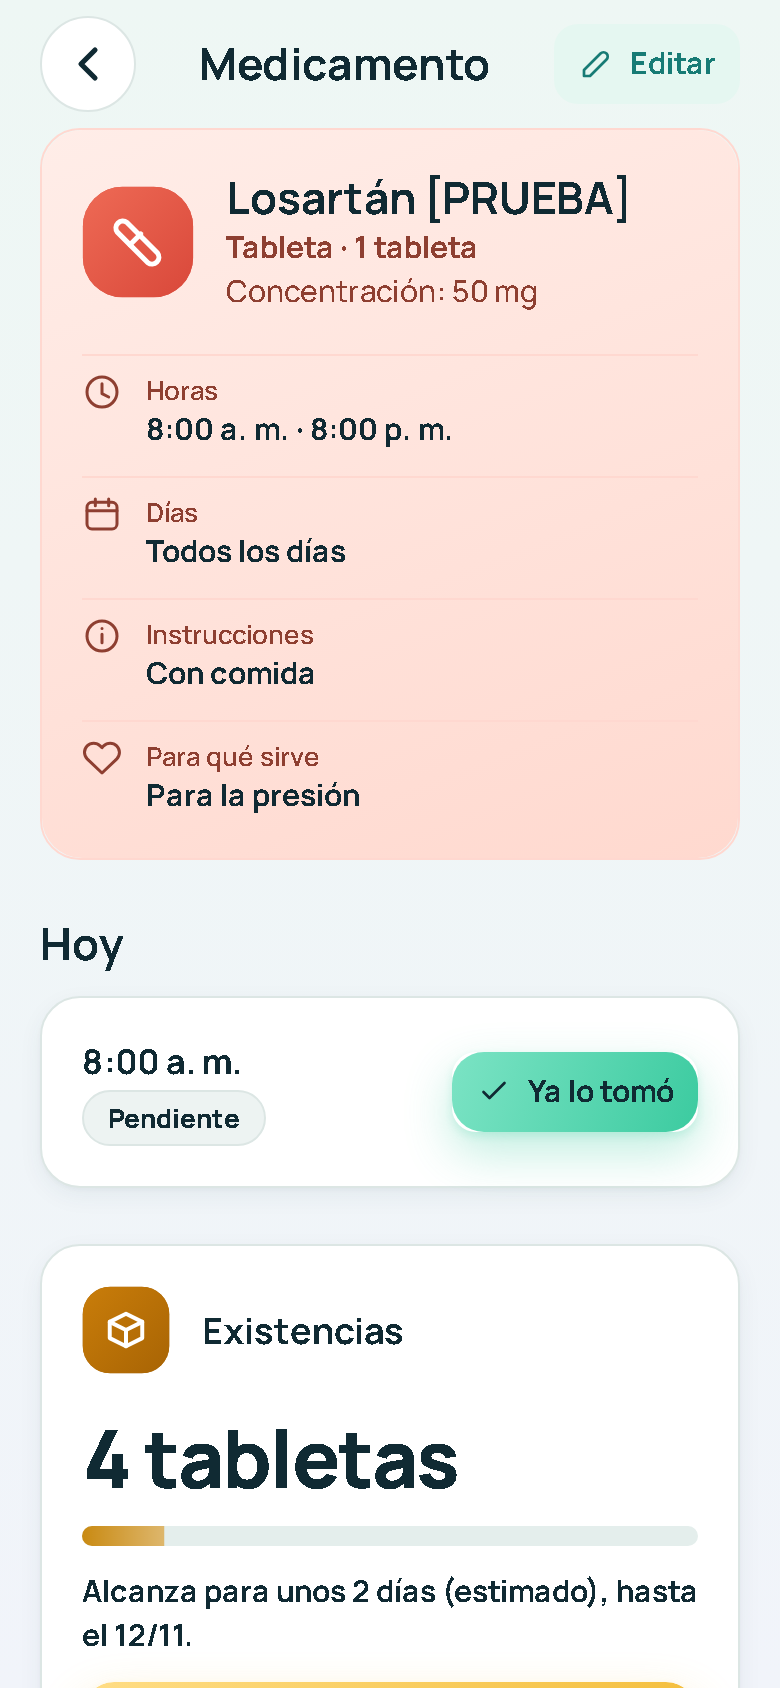 Medicamento
Editar
Losartán [PRUEBA]
Tableta · 1 tableta
Concentración: 50 mg
Horas
8:00 a. m. · 8:00 p. m.
Días
Todos los días
Instrucciones
Con comida
Para qué sirve
Para la presión
Hoy
8:00 a. m.
Pendiente
Ya lo tomó
Existencias
4 tabletas
Alcanza para unos 2 días (estimado), hasta
el 12/11.